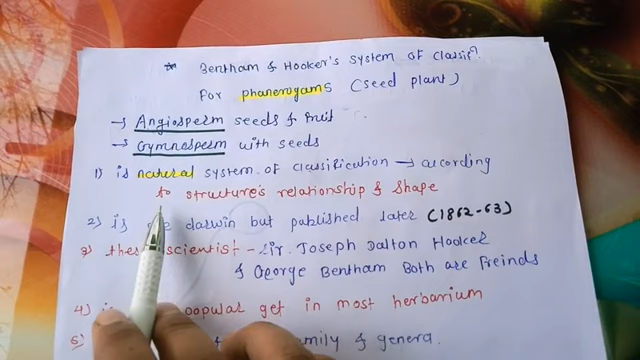 * Bentham & Hooker's system of classifn.
For phanerogams (seed plant)
→ Angiosperm seeds & fruit
→ Gymnosperm with seeds
1) is natural system of classification → according
to structure's relationship & shape
2) is darwin but published later (1862-63)
3) scientist - Sir. Joseph Dalton Hooker
& George Bentham Both are Freinds
4) popular get in most herbarium
5) family & genera.